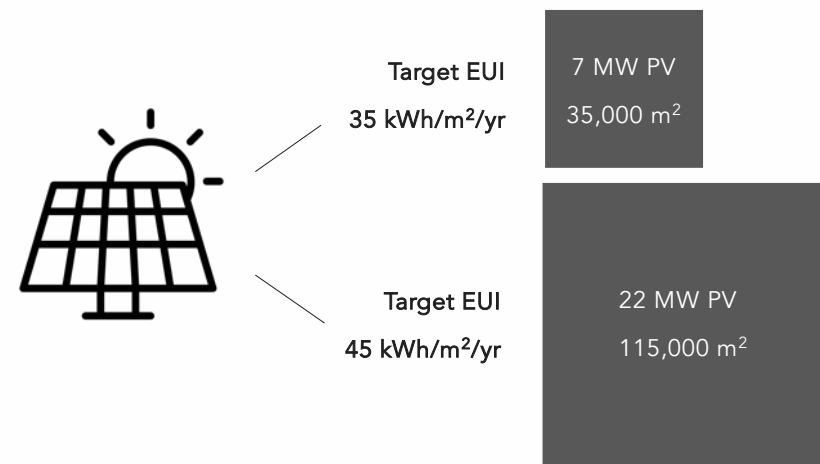 Target EUI
35 kWh/m²/yr
7 MW PV
35,000 m²
Target EUI
45 kWh/m²/yr
22 MW PV
115,000 m²